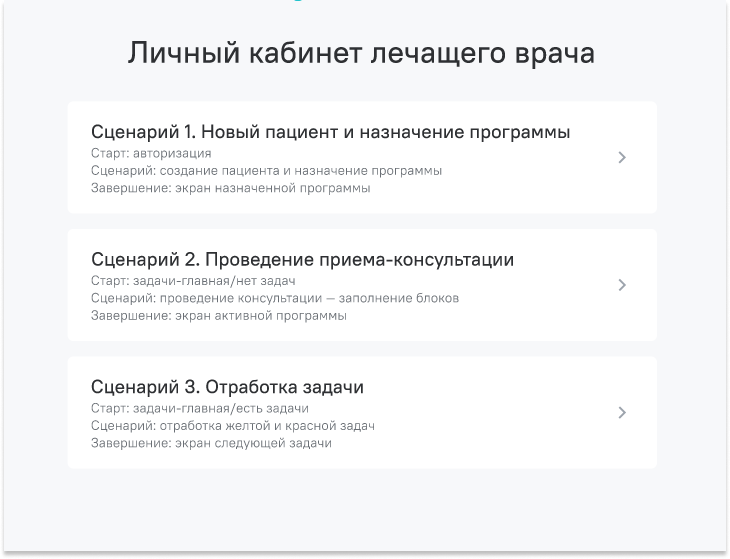 Личный кабинет лечащего врача
Сценарий 1. Новый пациент и назначение программы
Старт: авторизация
Сценарий: создание пациента и назначение программы
Завершение: экран назначенной программы
Сценарий 2. Проведение приема-консультации
Старт: задачи-главная/нет задач
Сценарий: проведение консультации — заполнение блоков
Завершение: экран активной программы
Сценарий 3. Отработка задачи
Старт: задачи-главная/есть задачи
Сценарий: отработка желтой и красной задач
Завершение: экран следующей задачи